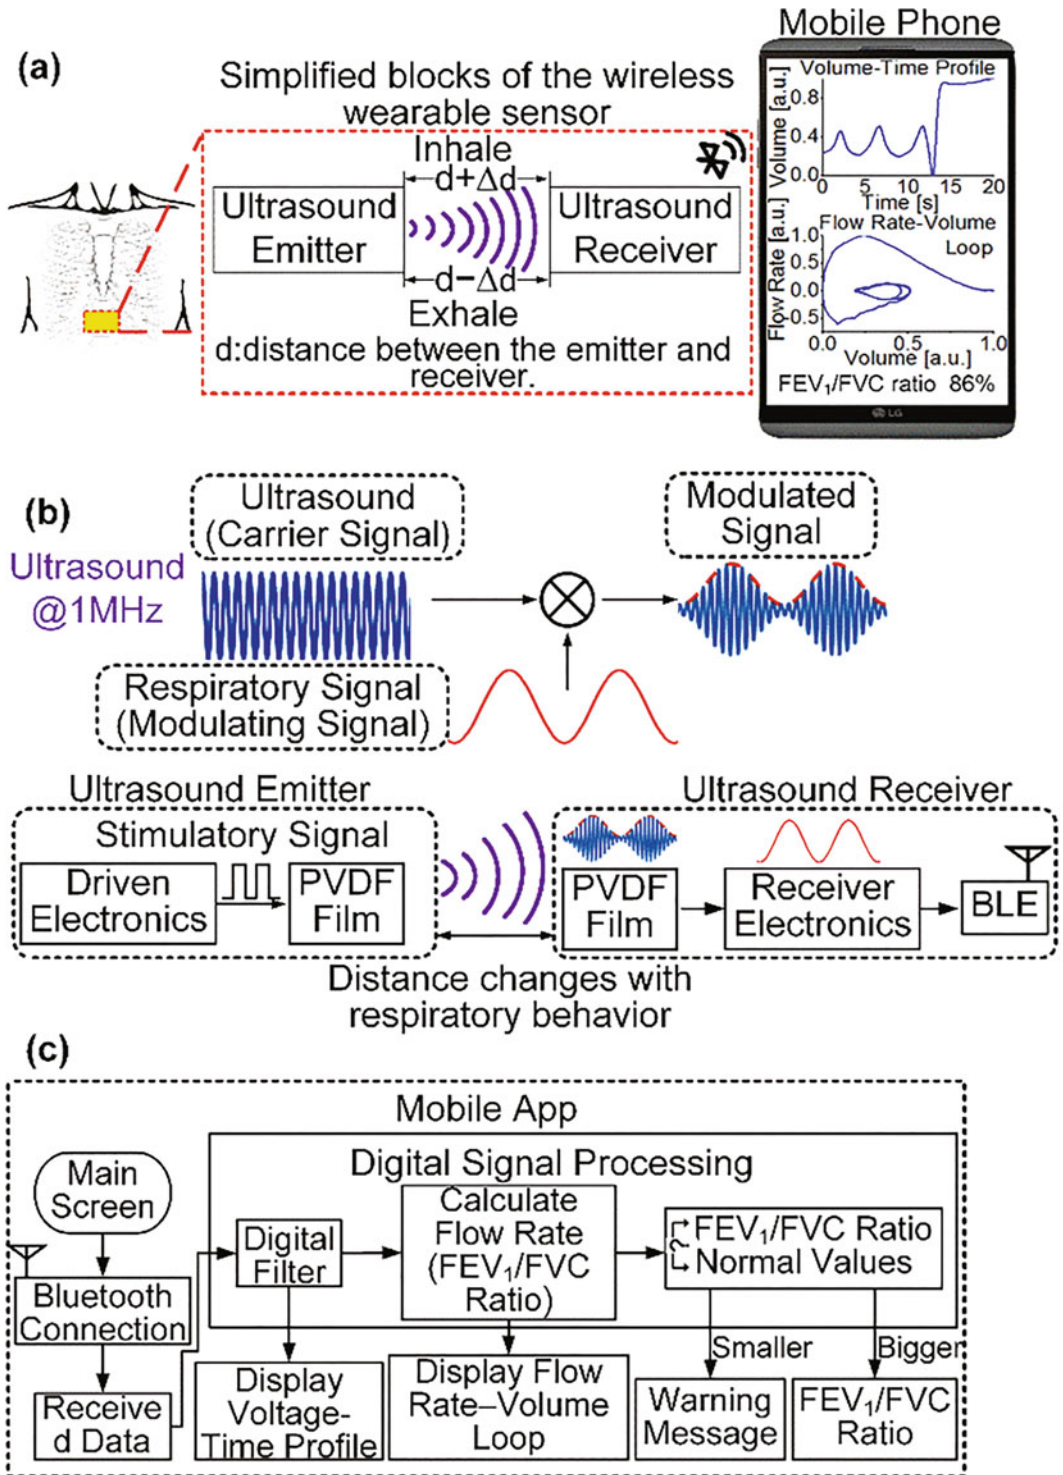 (a)
Simplified blocks of the wireless
wearable sensor
Inhale
d+Δd
Ultrasound
Emitter
Ultrasound
Receiver
d−Δd
Exhale
d:distance between the emitter and
receiver.
Mobile Phone
Volume-Time Profile
Volume [a.u.]
0.8
0.4
0.0
0 5 10 15 20
Time [s]
Flow Rate-Volume
Loop
Flow Rate [a.u.]
1.0
0.5
0.0
-0.5
0.0 0.5 1.0
Volume [a.u.]
FEV₁/FVC ratio 86%
LG
(b)
Ultrasound
(Carrier Signal)
Modulated
Signal
Ultrasound
@1MHz
Respiratory Signal
(Modulating Signal)
Ultrasound Emitter
Stimulatory Signal
Driven
Electronics
PVDF
Film
Distance changes with
respiratory behavior
Ultrasound Receiver
PVDF
Film
Receiver
Electronics
BLE
(c)
Mobile App
Digital Signal Processing
Main
Screen
Bluetooth
Connection
Receive
d Data
Digital
Filter
Calculate
Flow Rate
(FEV₁/FVC
Ratio)
FEV₁/FVC Ratio
?
Normal Values
Smaller
Bigger
Display
Voltage-
Time Profile
Display Flow
Rate–Volume
Loop
Warning
Message
FEV₁/FVC
Ratio